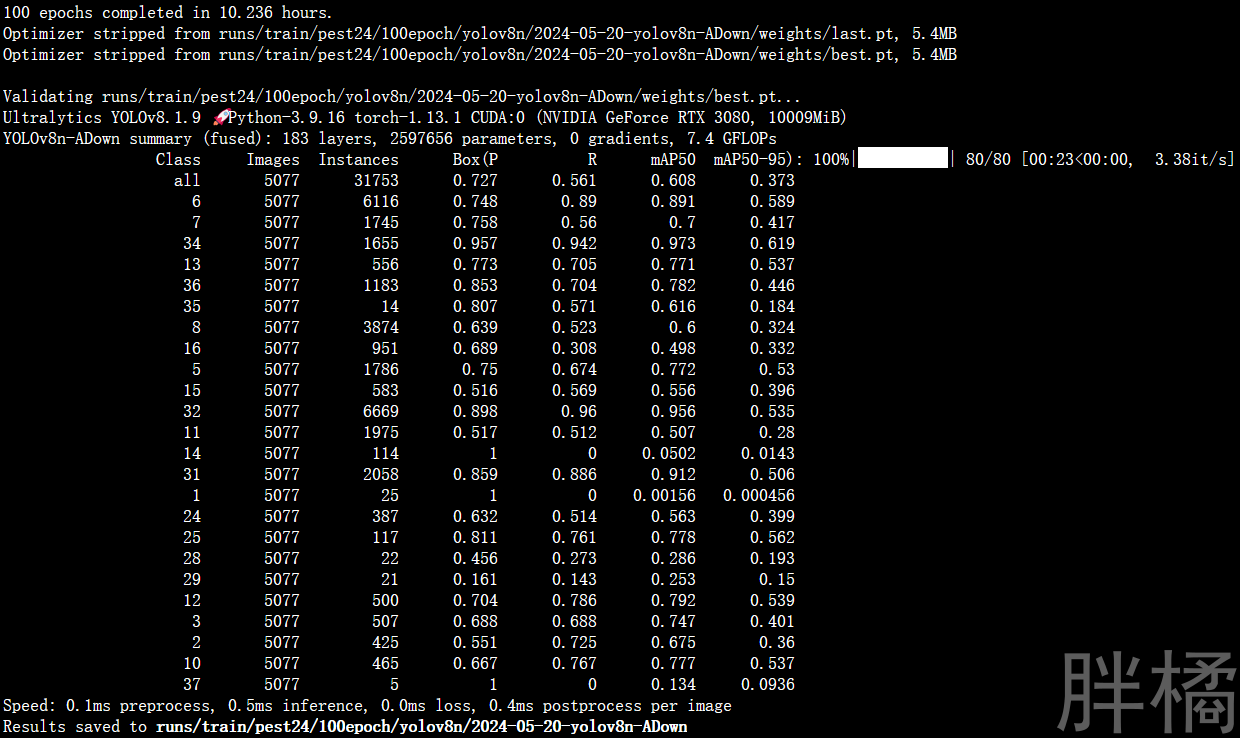 100 epochs completed in 10.236 hours.
Optimizer stripped from runs/train/pest24/100epoch/yolov8n/2024-05-20-yolov8n-ADown/weights/last.pt, 5.4MB
Optimizer stripped from runs/train/pest24/100epoch/yolov8n/2024-05-20-yolov8n-ADown/weights/best.pt, 5.4MB
Validating runs/train/pest24/100epoch/yolov8n/2024-05-20-yolov8n-ADown/weights/best.pt...
Ultralytics YOLOv8.1.9 🚀Python-3.9.16 torch-1.13.1 CUDA:0 (NVIDIA GeForce RTX 3080, 10009MiB)
YOLOv8n-ADown summary (fused): 183 layers, 2597656 parameters, 0 gradients, 7.4 GFLOPs
Class Images Instances Box(P R mAP50 mAP50-95): 100%|██████████| 80/80 [00:23<00:00, 3.38it/s]
all 5077 31753 0.727 0.561 0.608 0.373
6 5077 6116 0.748 0.89 0.891 0.589
7 5077 1745 0.758 0.56 0.7 0.417
34 5077 1655 0.957 0.942 0.973 0.619
13 5077 556 0.773 0.705 0.771 0.537
36 5077 1183 0.853 0.704 0.782 0.446
35 5077 14 0.807 0.571 0.616 0.184
8 5077 3874 0.639 0.523 0.6 0.324
16 5077 951 0.689 0.308 0.498 0.332
5 5077 1786 0.75 0.674 0.772 0.53
15 5077 583 0.516 0.569 0.556 0.396
32 5077 6669 0.898 0.96 0.956 0.535
11 5077 1975 0.517 0.512 0.507 0.28
14 5077 114 1 0 0.0502 0.0143
31 5077 2058 0.859 0.886 0.912 0.506
1 5077 25 1 0 0.00156 0.000456
24 5077 387 0.632 0.514 0.563 0.399
25 5077 117 0.811 0.761 0.778 0.562
28 5077 22 0.456 0.273 0.286 0.193
29 5077 21 0.161 0.143 0.253 0.15
12 5077 500 0.704 0.786 0.792 0.539
3 5077 507 0.688 0.688 0.747 0.401
2 5077 425 0.551 0.725 0.675 0.36
10 5077 465 0.667 0.767 0.777 0.537
37 5077 5 1 0 0.134 0.0936
Speed: 0.1ms preprocess, 0.5ms inference, 0.0ms loss, 0.4ms postprocess per image
Results saved to runs/train/pest24/100epoch/yolov8n/2024-05-20-yolov8n-ADown
胖橘